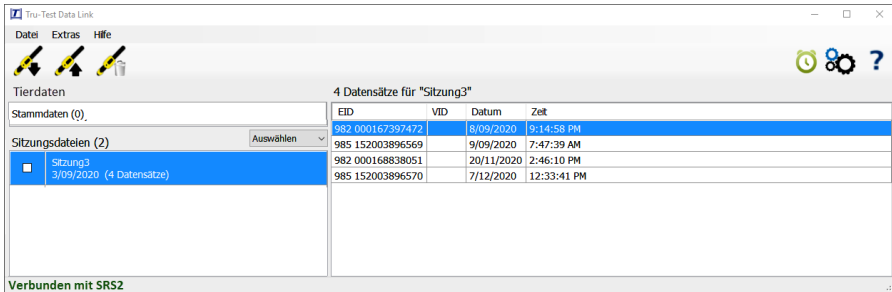 Tru-Test Data Link
Datei Extras Hilfe
?
Tierdaten
Stammdaten (0)
Sitzungsdateien (2)
Auswählen
Sitzung3
3/09/2020 (4 Datensätze)
4 Datensätze für "Sitzung3"
EID VID Datum Zeit
982 000167397472 8/09/2020 9:14:58 PM
985 152003896569 9/09/2020 7:47:39 AM
982 000168838051 20/11/2020 2:46:10 PM
985 152003896570 7/12/2020 12:33:41 PM
Verbunden mit SRS2